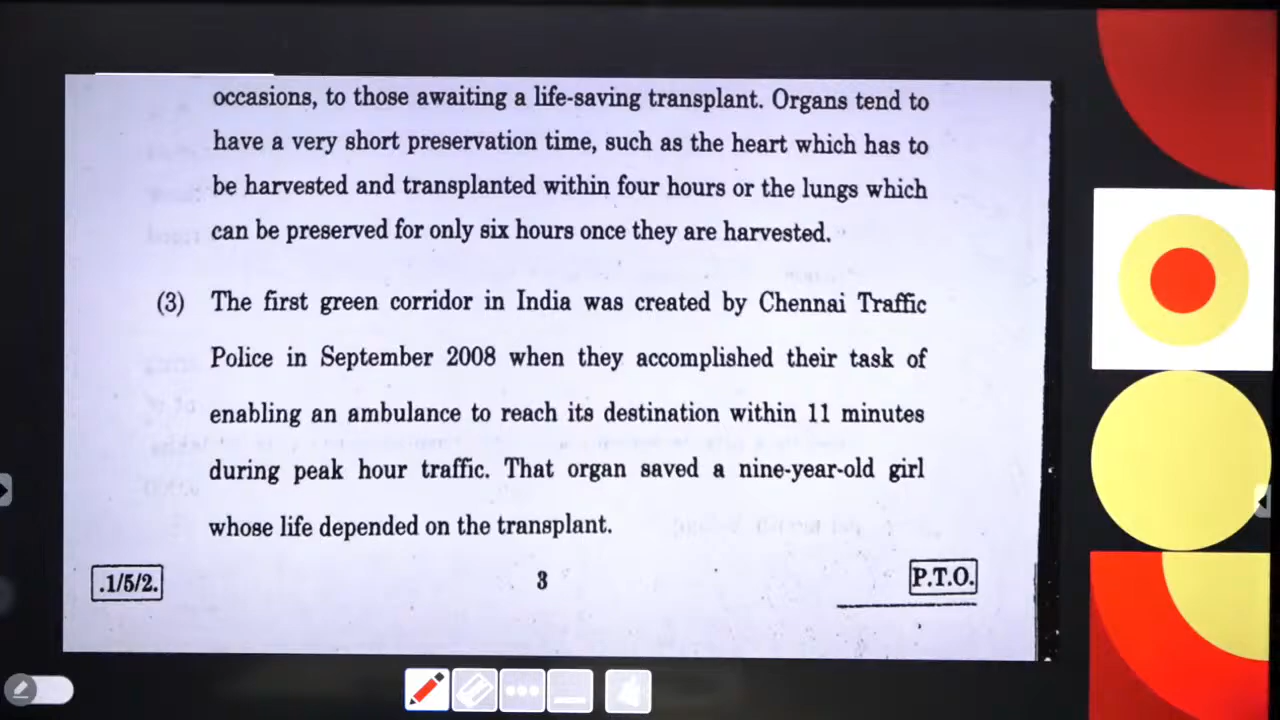 occasions, to those awaiting a life-saving transplant. Organs tend to
have a very short preservation time, such as the heart which has to
be harvested and transplanted within four hours or the lungs which
can be preserved for only six hours once they are harvested.
(3) The first green corridor in India was created by Chennai Traffic
Police in September 2008 when they accomplished their task of
enabling an ambulance to reach its destination within 11 minutes
during peak hour traffic. That organ saved a nine-year-old girl
whose life depended on the transplant.
.1/5/2. 3 P.T.O.